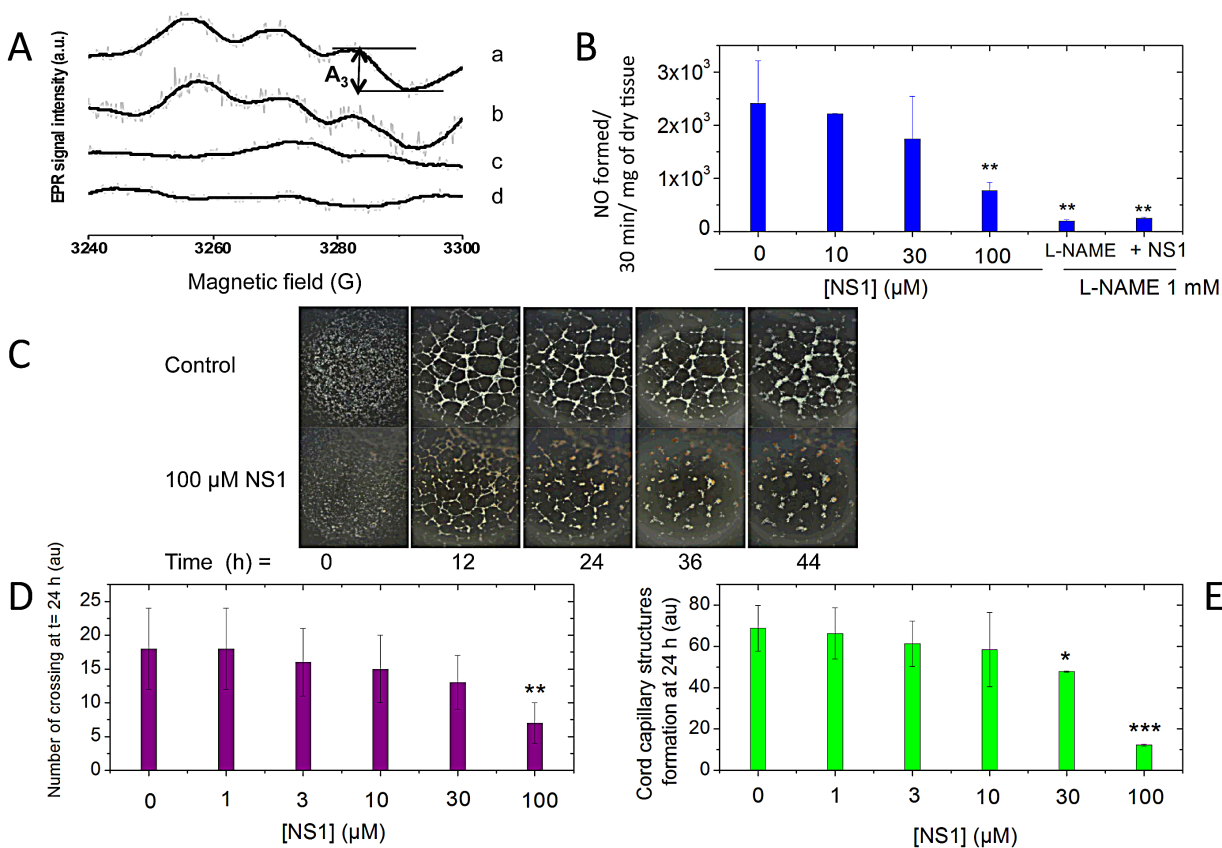 A
EPR signal intensity (a.u.)
a
A3
b
c
d
3240 3260 3280 3300
Magnetic field (G)
B
NO formed/
30 min/ mg of dry tissue
3x10³
2x10³
1x10³
0
**
**
**
0 10 30 100 L-NAME + NS1
[NS1] (µM) L-NAME 1 mM
C
Control
100 µM NS1
Time (h) = 0 12 24 36 44
D
Number of crossing at t= 24 h (au)
25
20
15
10
5
0
**
0 1 3 10 30 100
[NS1] (µM)
E
Cord capillary structures
formation at 24 h (au)
80
60
40
20
0
*
***
0 1 3 10 30 100
[NS1] (µM)